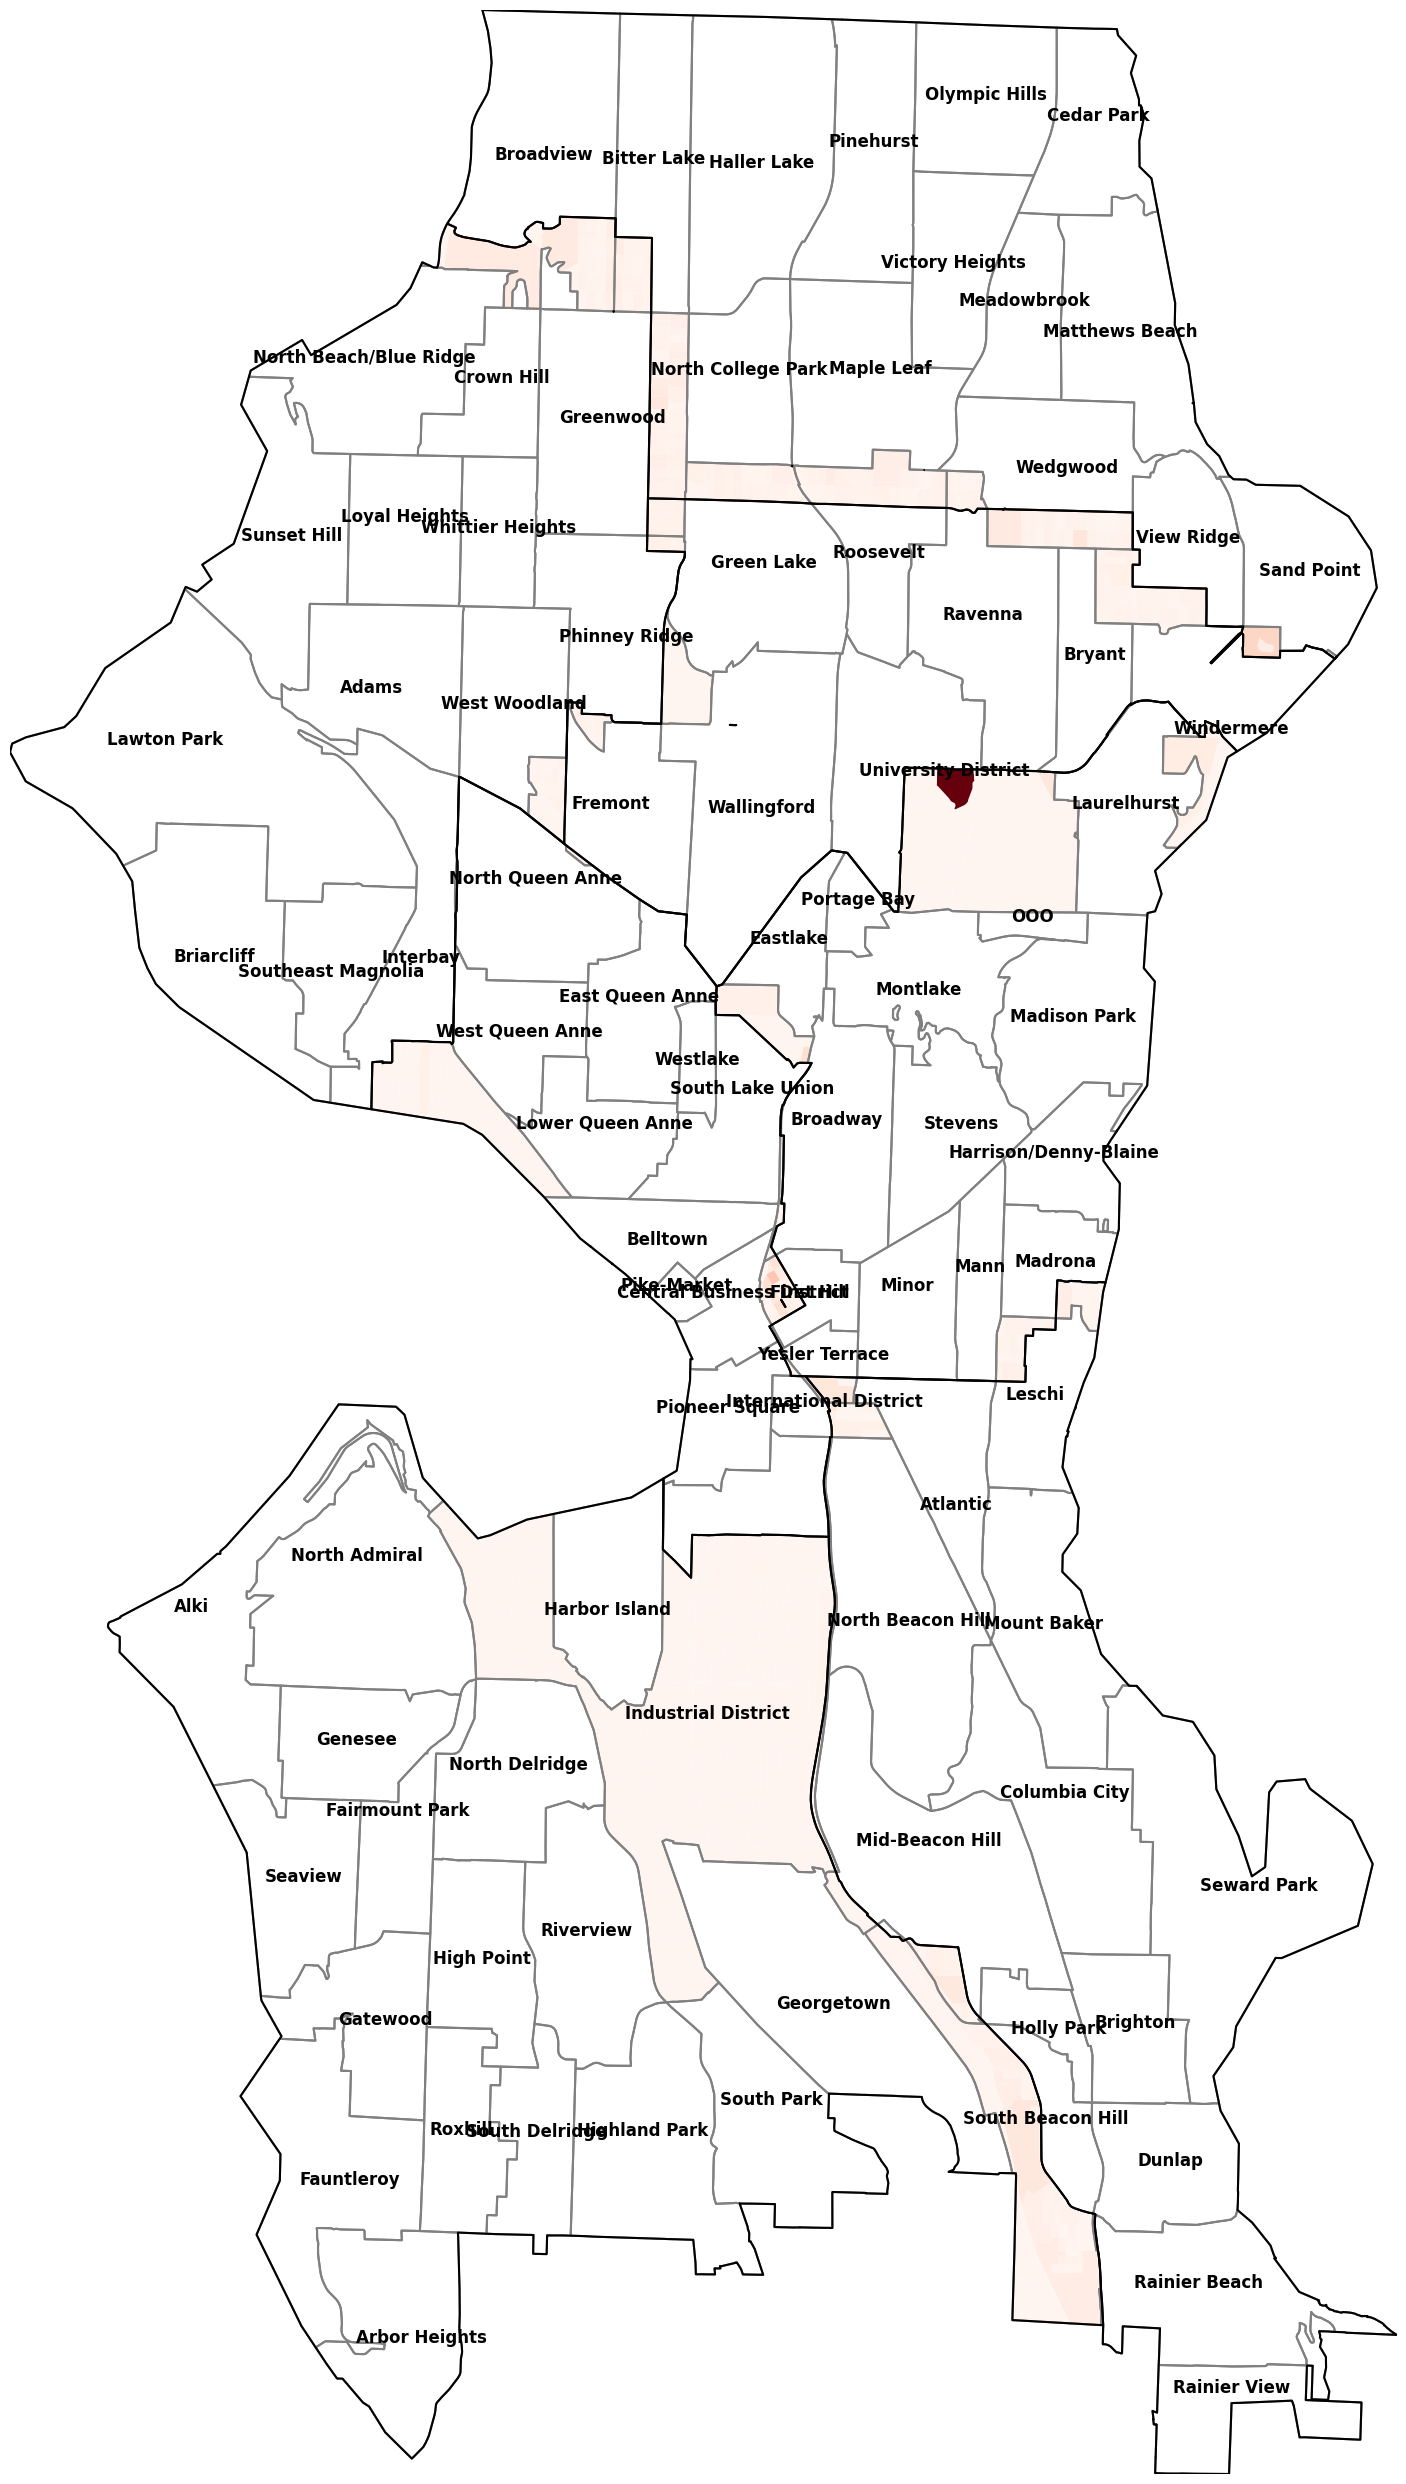 Olympic Hills
Cedar Park
Pinehurst
Broadview
Bitter Lake
Haller Lake
Victory Heights
Meadowbrook
Matthews Beach
North Beach/Blue Ridge
Crown Hill
North College Park
Maple Leaf
Greenwood
Wedgwood
Loyal Heights
Whittier Heights
Sunset Hill
View Ridge
Roosevelt
Green Lake
Sand Point
Ravenna
Phinney Ridge
Bryant
Adams
West Woodland
Lawton Park
Windermere
University District
Fremont
Wallingford
Laurelhurst
North Queen Anne
Portage Bay
OOO
Eastlake
Briarcliff
Interbay
Southeast Magnolia
East Queen Anne
Montlake
Madison Park
West Queen Anne
Westlake
South Lake Union
Lower Queen Anne
Broadway
Stevens
Harrison/Denny-Blaine
Belltown
Madrona
Mann
Pike-Market
Minor
Central Business District
First Hill
Yesler Terrace
Leschi
International District
Pioneer Square
Atlantic
North Admiral
Alki
Harbor Island
North Beacon Hill
Mount Baker
Industrial District
Genesee
North Delridge
Columbia City
Fairmount Park
Mid-Beacon Hill
Seaview
Seward Park
Riverview
High Point
Georgetown
Gatewood
Holly Park
Brighton
South Park
South Beacon Hill
Roxhill
South Delridge
Highland Park
Dunlap
Fauntleroy
Rainier Beach
Arbor Heights
Rainier View